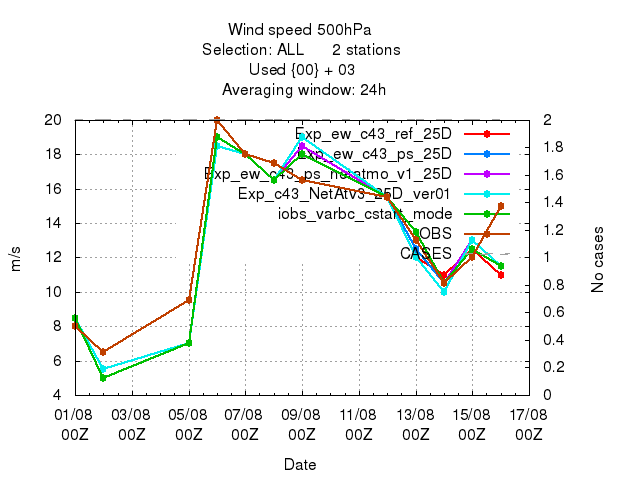 Wind speed 500hPa
Selection: ALL 2 stations
Used {00} + 03
Averaging window: 24h
20 2
Exp_ew_c43_ref_25D
18 1.8
Exp_ew_c43_ps_25D
Exp_ew_c43_ps_netatmo_v1_25D
16 1.6
Exp_c43_NetAtv3_25D_ver01
14 1.4
iobs_varbc_cstart_mode
OBS
12 1.2
CASES
1
10 0.8
8 0.6
0.4
6 0.2
4 0
m/s
No cases
01/08 03/08 05/08 07/08 09/08 11/08 13/08 15/08 17/08
00Z 00Z 00Z 00Z 00Z 00Z 00Z 00Z 00Z
Date